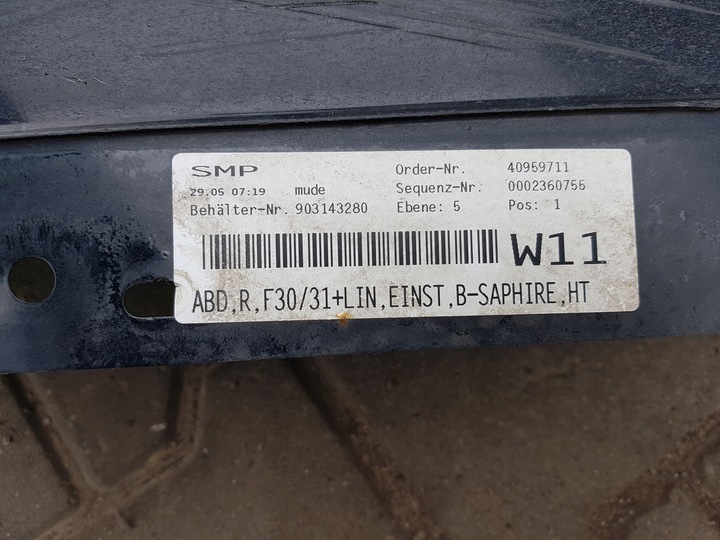 SMP Order-Nr. 40959711
29.05 07:19 mude Sequenz-Nr. 0002360756
Behälter-Nr. 903143280 Ebene: 5 Pos: 1
W11
ABD,R,F30/31+LIN,EINST,B-SAPHIRE,HT